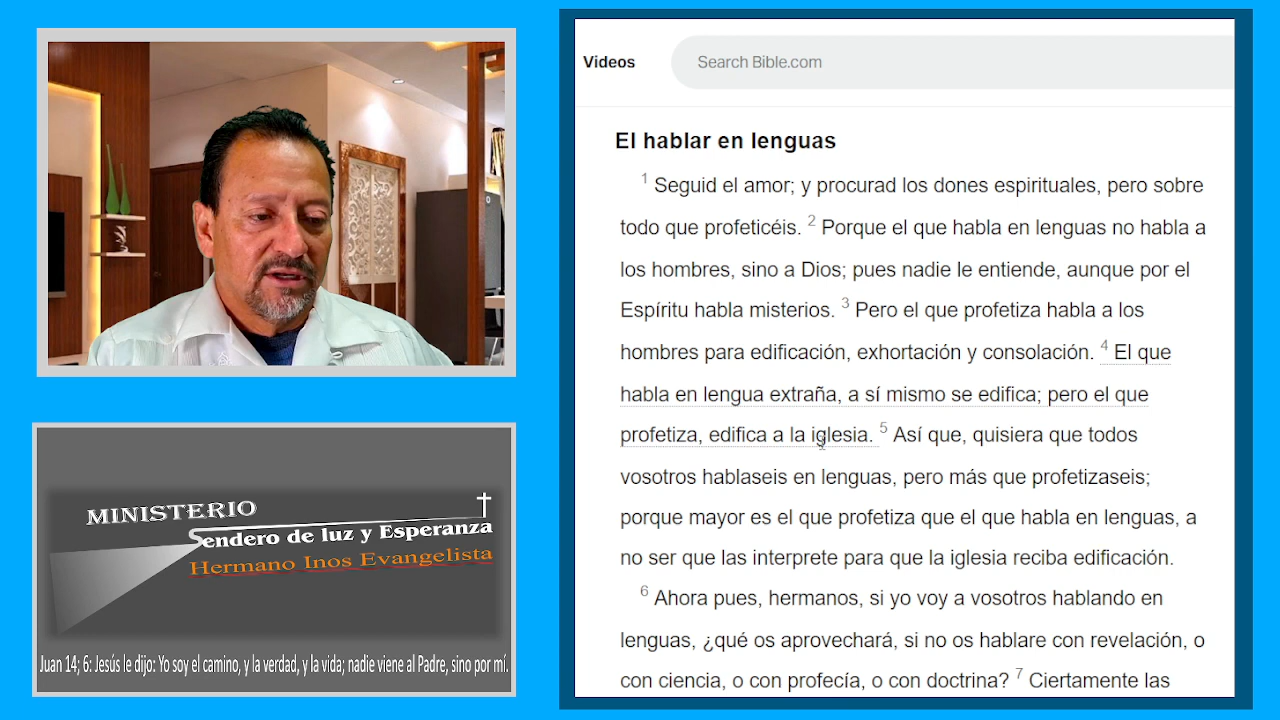 Videos
Search Bible.com
El hablar en lenguas
1 Seguid el amor; y procurad los dones espirituales, pero sobre
todo que profeticéis. 2 Porque el que habla en lenguas no habla a
los hombres, sino a Dios; pues nadie le entiende, aunque por el
Espíritu habla misterios. 3 Pero el que profetiza habla a los
hombres para edificación, exhortación y consolación. 4 El que
habla en lengua extraña, a sí mismo se edifica; pero el que
profetiza, edifica a la iglesia. 5 Así que, quisiera que todos
vosotros hablaseis en lenguas, pero más que profetizaseis;
porque mayor es el que profetiza que el que habla en lenguas, a
no ser que las interprete para que la iglesia reciba edificación.
6 Ahora pues, hermanos, si yo voy a vosotros hablando en
lenguas, ¿qué os aprovechará, si no os hablare con revelación, o
con ciencia, o con profecía, o con doctrina? 7 Ciertamente las
MINISTERIO
Sendero de luz y Esperanza
Hermano Inos Evangelista
Juan 14; 6: Jesús le dijo: Yo soy el camino, y la verdad, y la vida; nadie viene al Padre, sino por mí.